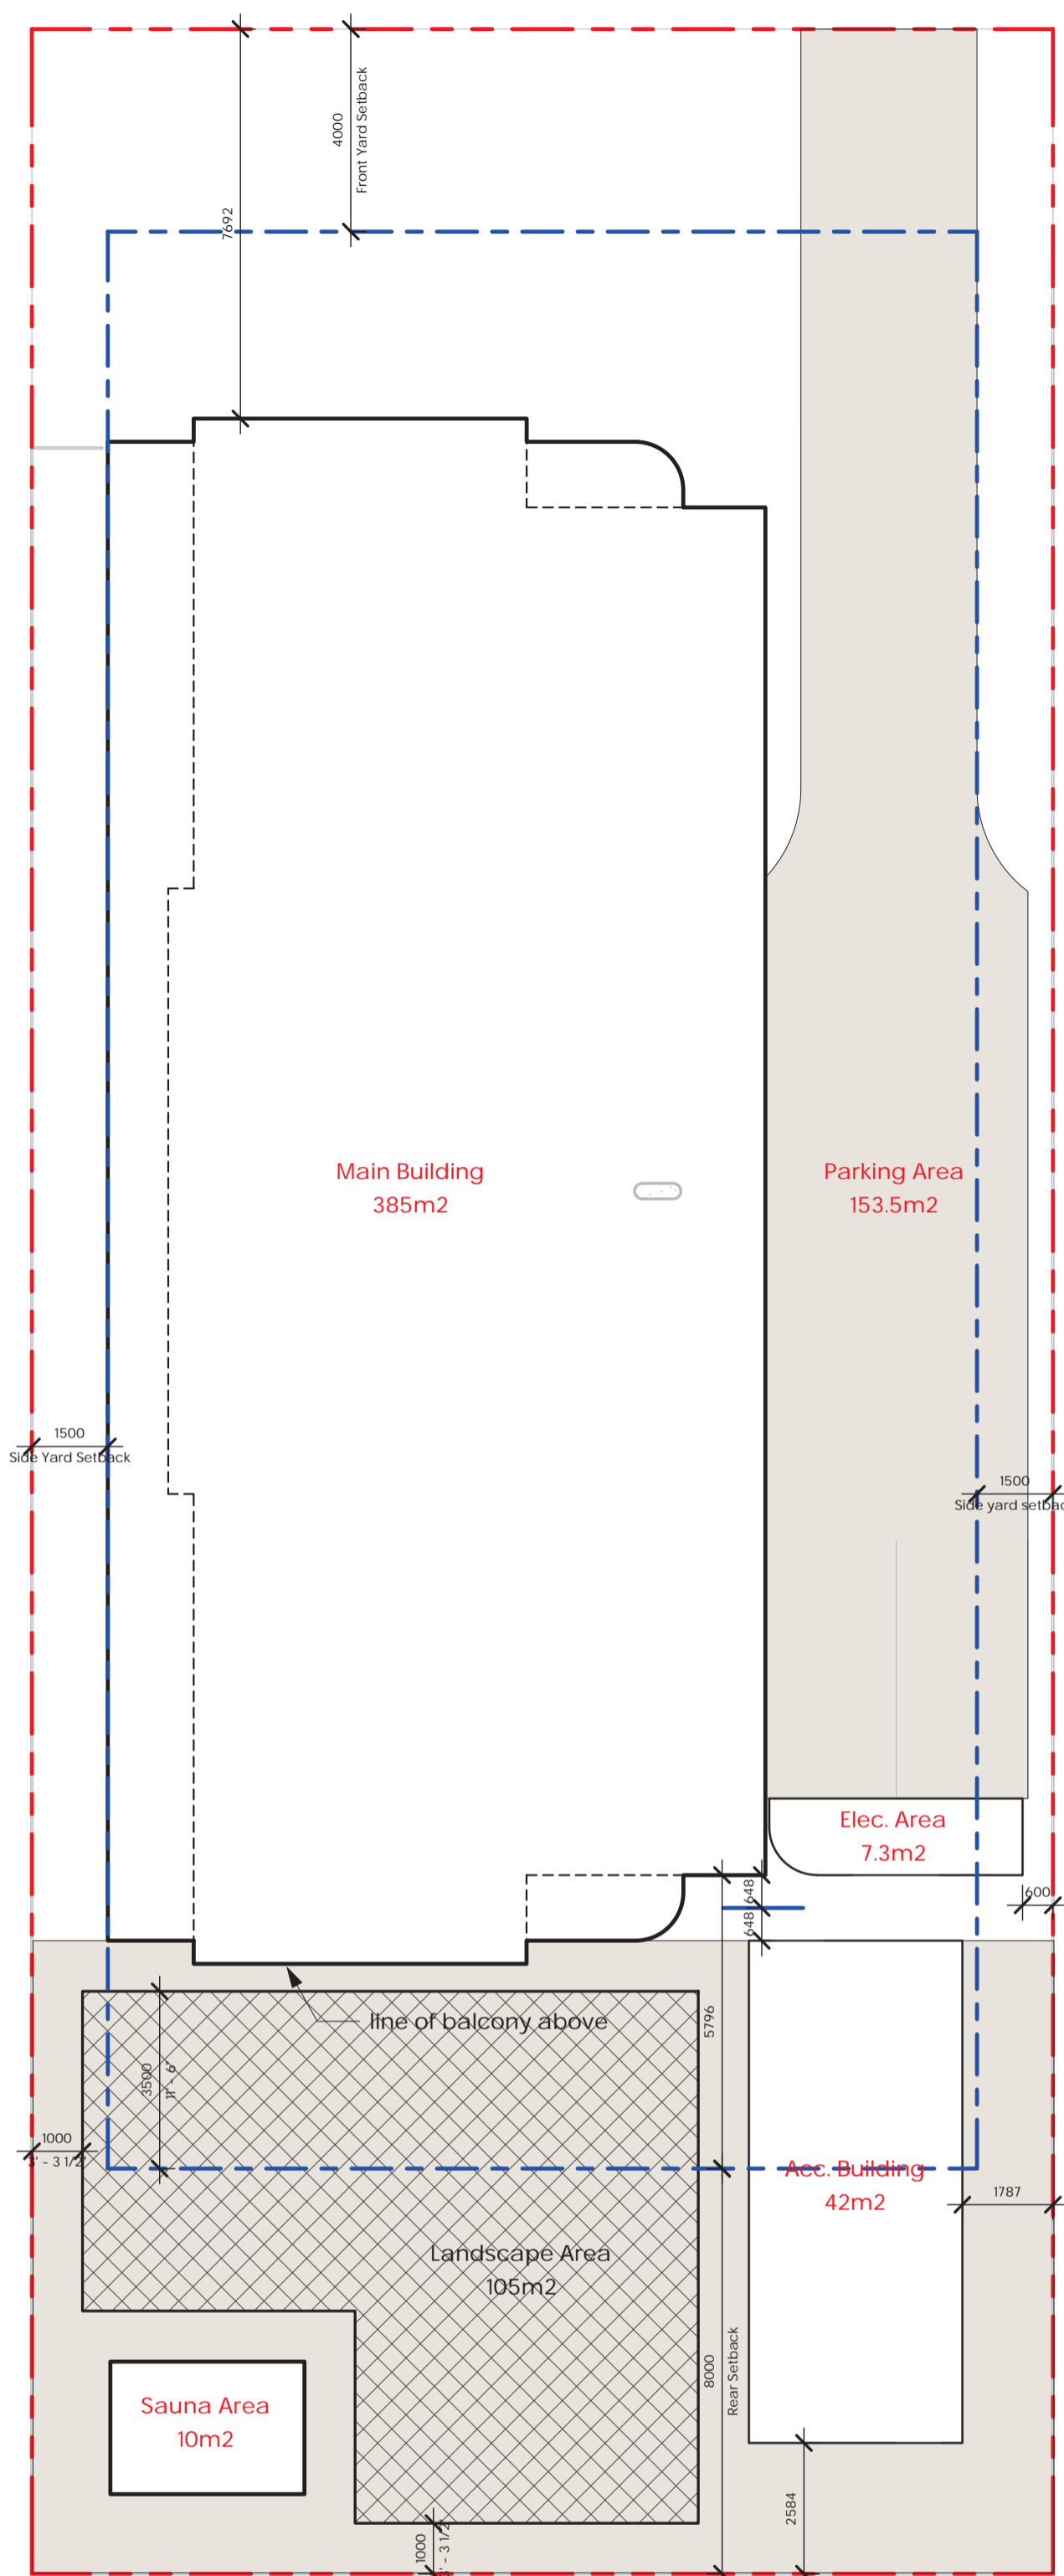 4000
Front Yard Setback
7692
Main Building
385m2
Parking Area
153.5m2
1500
Side Yard Setback
1500
Side yard setbac
Elec. Area
7.3m2
648
648
600
line of balcony above
5796
3500
11' - 6"
1000
3' - 3 1/2"
Acc. Building
42m2
1787
Landscape Area
105m2
8000
Rear Setback
Sauna Area
10m2
2584
1000
3' - 3 1/2"